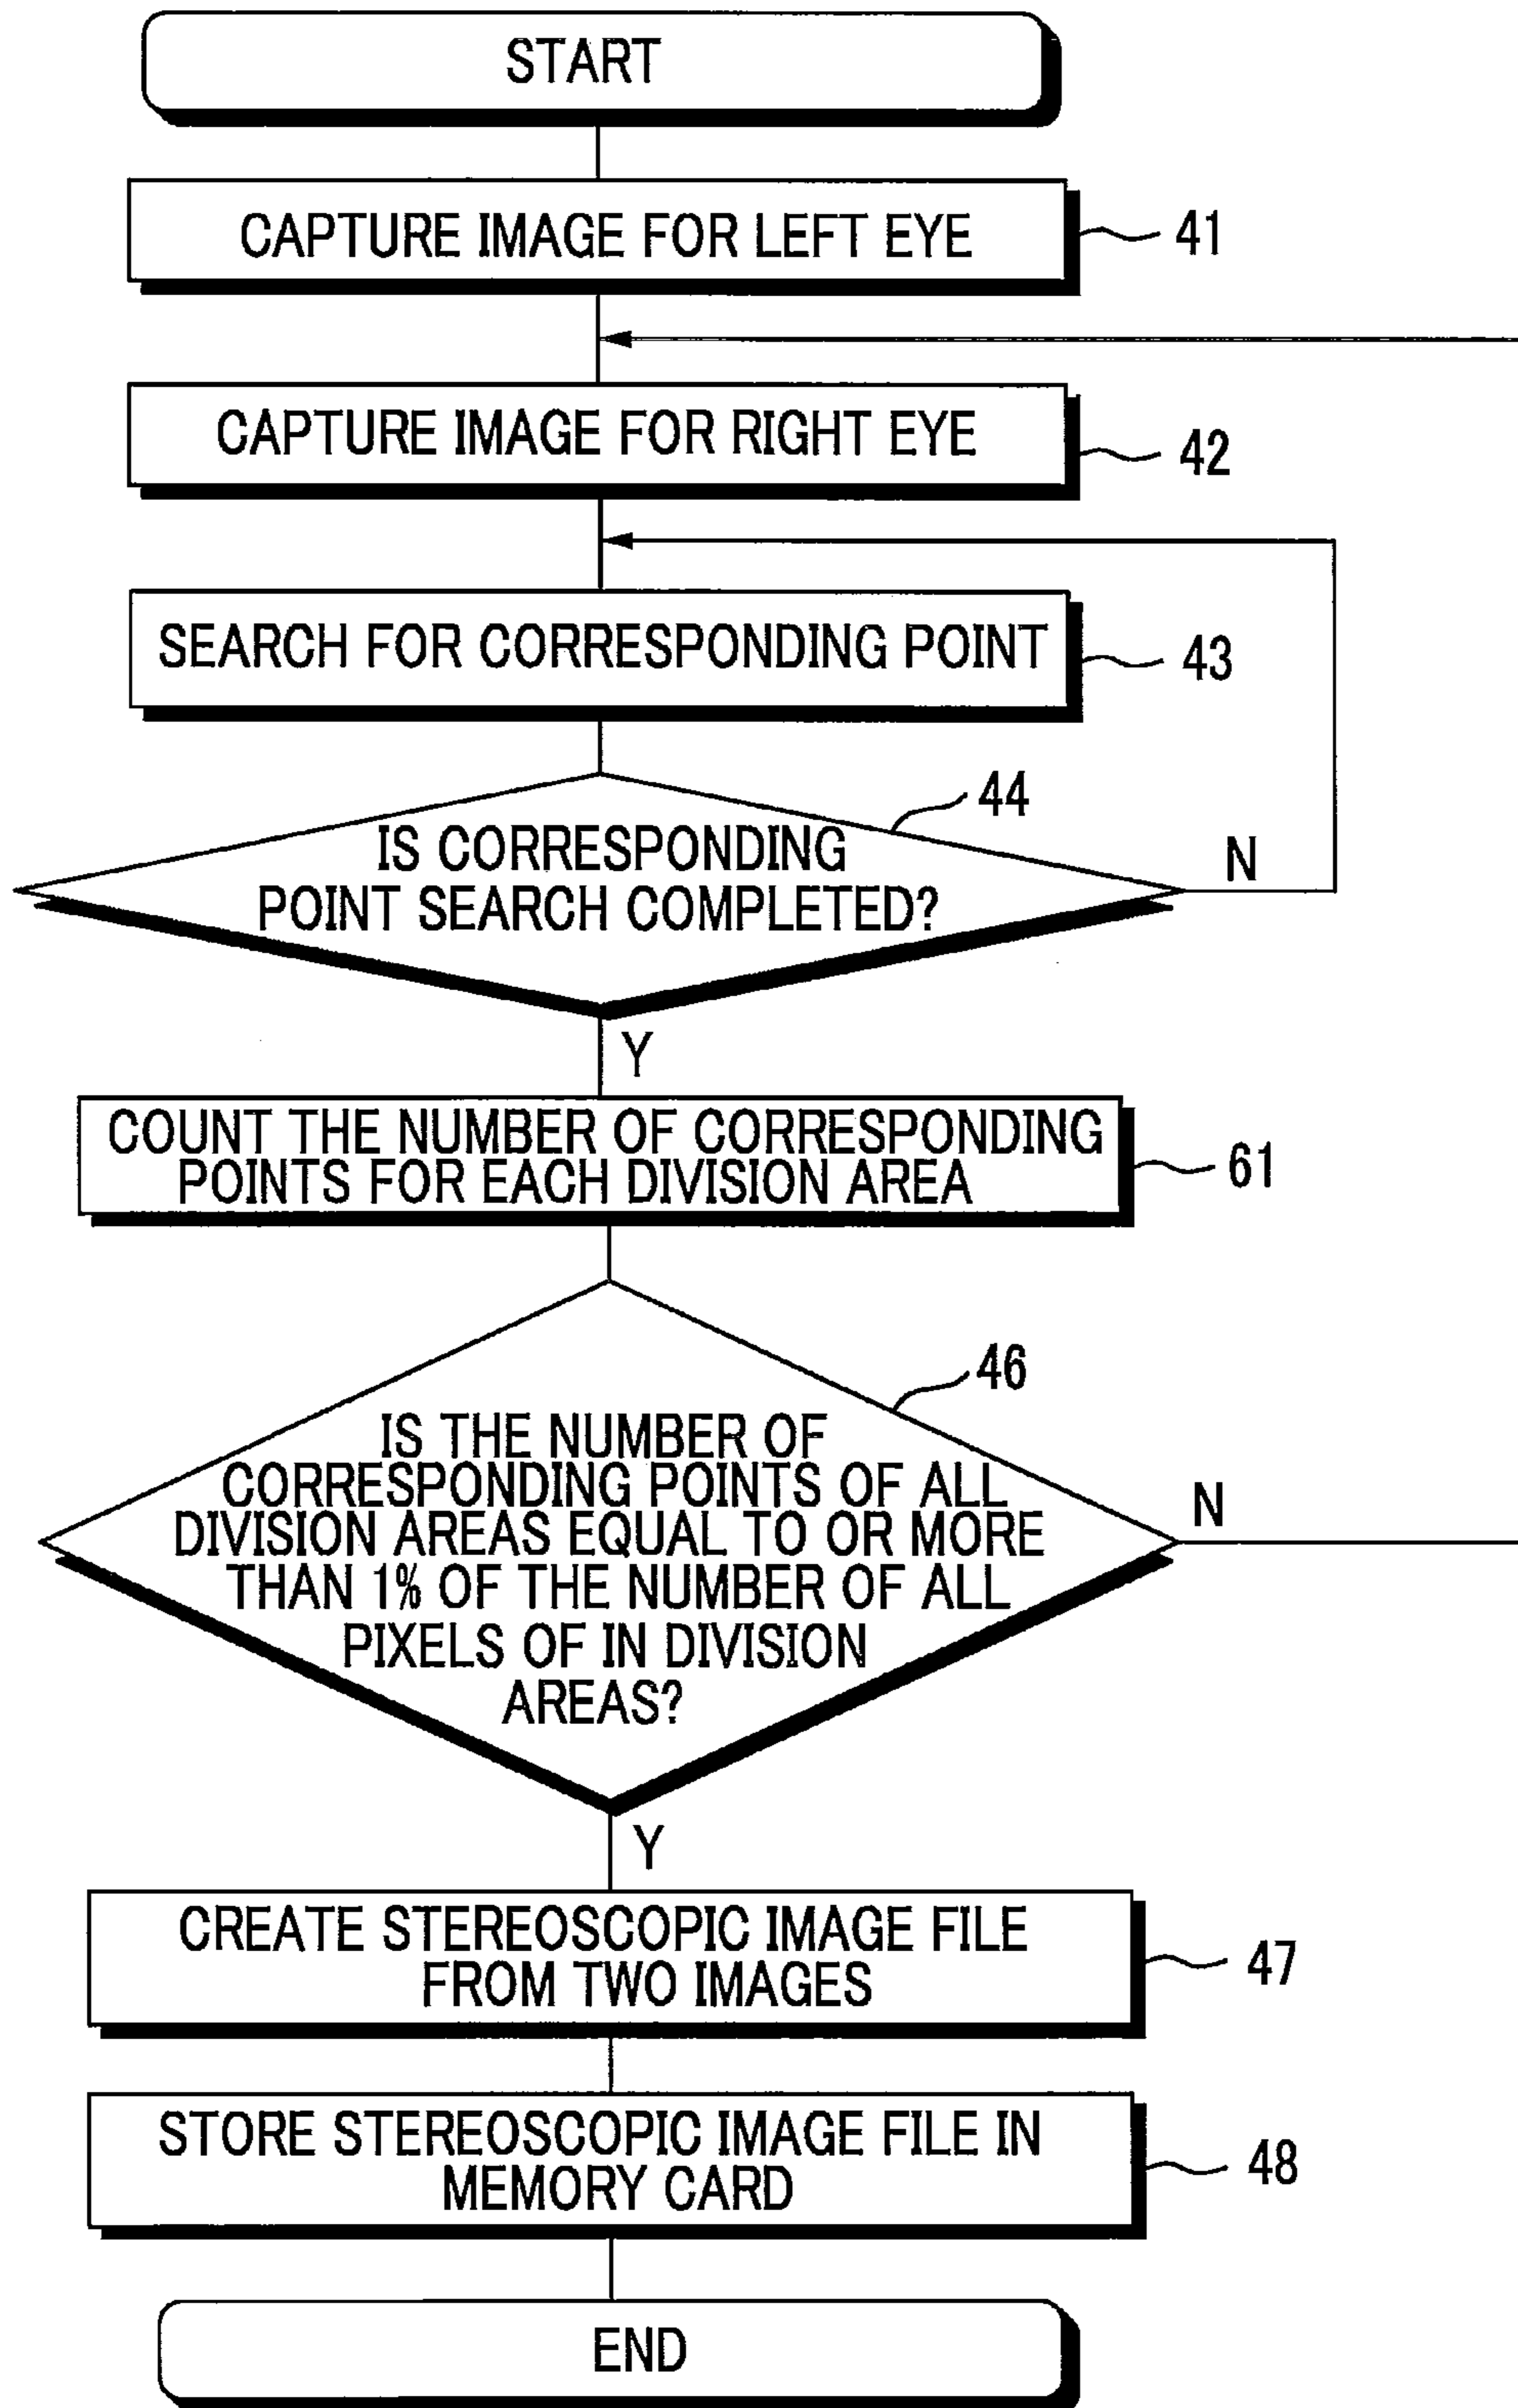 START
CAPTURE IMAGE FOR LEFT EYE
41
CAPTURE IMAGE FOR RIGHT EYE
42
SEARCH FOR CORRESPONDING POINT
43
44
IS CORRESPONDING
POINT SEARCH COMPLETED?
N
Y
COUNT THE NUMBER OF CORRESPONDING
POINTS FOR EACH DIVISION AREA
61
46
IS THE NUMBER OF
CORRESPONDING POINTS OF ALL
DIVISION AREAS EQUAL TO OR MORE
THAN 1% OF THE NUMBER OF ALL
PIXELS OF IN DIVISION
AREAS?
N
Y
CREATE STEREOSCOPIC IMAGE FILE
FROM TWO IMAGES
47
STORE STEREOSCOPIC IMAGE FILE IN
MEMORY CARD
48
END